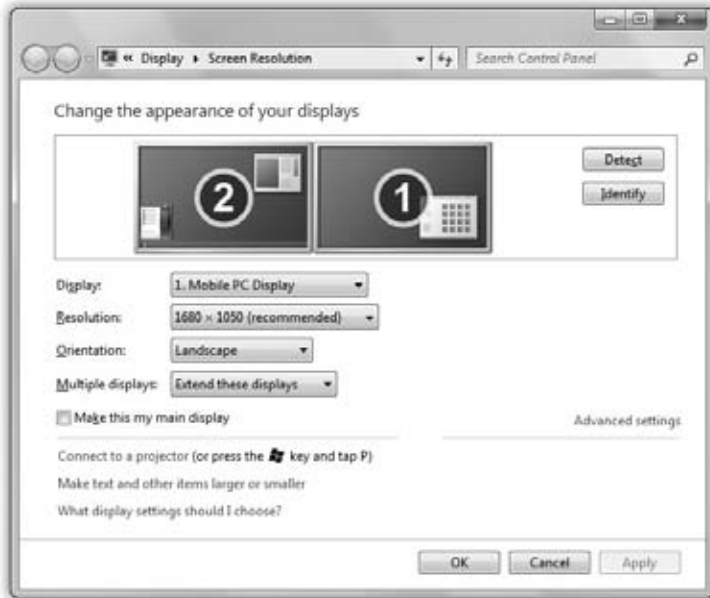 « Display ▸ Screen Resolution
Search Control Panel
Change the appearance of your displays
2
1
Detect
Identify
Display: 1. Mobile PC Display
Resolution: 1680 × 1050 (recommended)
Orientation: Landscape
Multiple displays: Extend these displays
Make this my main display
Advanced settings
Connect to a projector (or press the key and tap P)
Make text and other items larger or smaller
What display settings should I choose?
OK
Cancel
Apply